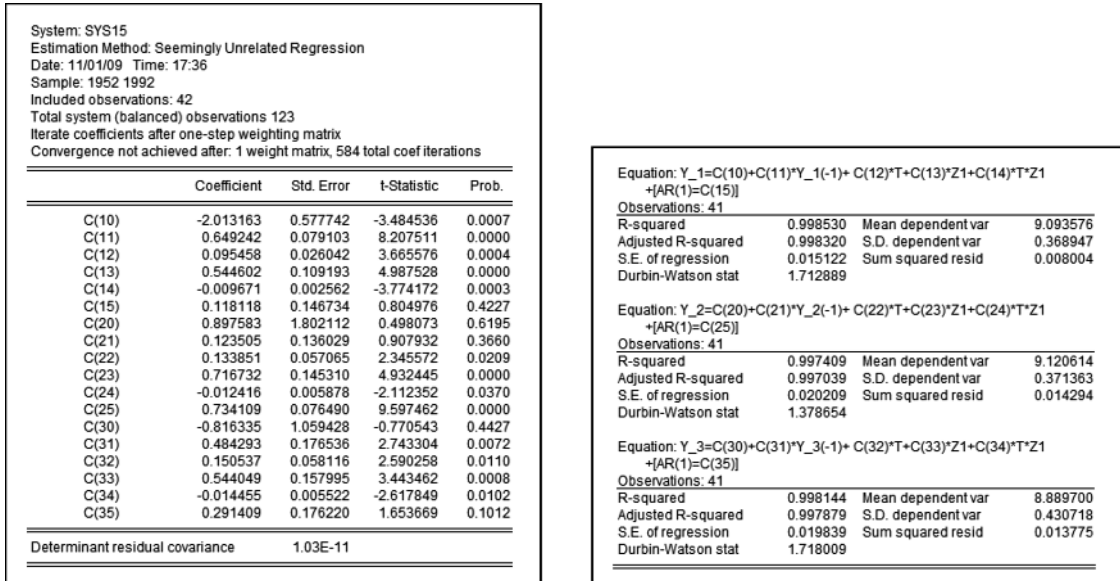 System: SYS15
Estimation Method: Seemingly Unrelated Regression
Date: 11/01/09 Time: 17:36
Sample: 1952 1992
Included observations: 42
Total system (balanced) observations 123
Iterate coefficients after one-step weighting matrix
Convergence not achieved after: 1 weight matrix, 584 total coef iterations
Coefficient Std. Error t-Statistic Prob.
C(10) -2.013163 0.577742 -3.484536 0.0007
C(11) 0.649242 0.079103 8.207511 0.0000
C(12) 0.095458 0.026042 3.665576 0.0004
C(13) 0.544602 0.109193 4.987528 0.0000
C(14) -0.009671 0.002562 -3.774172 0.0003
C(15) 0.118118 0.146734 0.804976 0.4227
C(20) 0.897583 1.802112 0.498073 0.6195
C(21) 0.123505 0.136029 0.907932 0.3660
C(22) 0.133851 0.057065 2.345572 0.0209
C(23) 0.716732 0.145310 4.932445 0.0000
C(24) -0.012416 0.005878 -2.112352 0.0370
C(25) 0.734109 0.076490 9.597462 0.0000
C(30) -0.816335 1.059428 -0.770543 0.4427
C(31) 0.484293 0.176536 2.743304 0.0072
C(32) 0.150537 0.058116 2.590258 0.0110
C(33) 0.544049 0.157995 3.443462 0.0008
C(34) -0.014455 0.005522 -2.617849 0.0102
C(35) 0.291409 0.176220 1.653669 0.1012
Determinant residual covariance 1.03E-11
Equation: Y_1=C(10)+C(11)*Y_1(-1)+ C(12)*T+C(13)*Z1+C(14)*T*Z1
+[AR(1)=C(15)]
Observations: 41
R-squared 0.998530 Mean dependent var 9.093576
Adjusted R-squared 0.998320 S.D. dependent var 0.368947
S.E. of regression 0.015122 Sum squared resid 0.008004
Durbin-Watson stat 1.712889
Equation: Y_2=C(20)+C(21)*Y_2(-1)+ C(22)*T+C(23)*Z1+C(24)*T*Z1
+[AR(1)=C(25)]
Observations: 41
R-squared 0.997409 Mean dependent var 9.120614
Adjusted R-squared 0.997039 S.D. dependent var 0.371363
S.E. of regression 0.020209 Sum squared resid 0.014294
Durbin-Watson stat 1.378654
Equation: Y_3=C(30)+C(31)*Y_3(-1)+ C(32)*T+C(33)*Z1+C(34)*T*Z1
+[AR(1)=C(35)]
Observations: 41
R-squared 0.998144 Mean dependent var 8.889700
Adjusted R-squared 0.997879 S.D. dependent var 0.430718
S.E. of regression 0.019839 Sum squared resid 0.013775
Durbin-Watson stat 1.718009